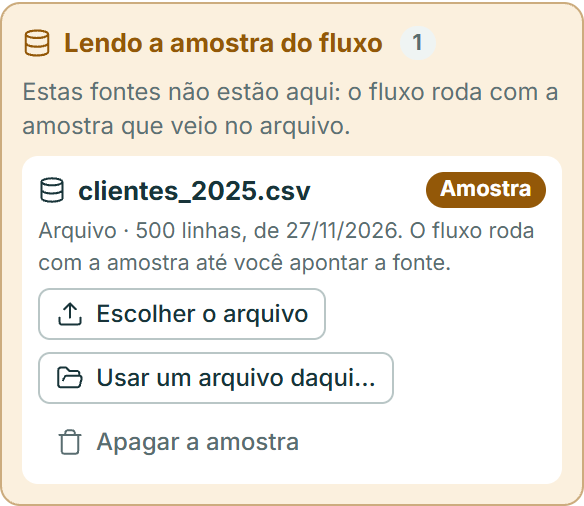 Lendo a amostra do fluxo 1
Estas fontes não estão aqui: o fluxo roda com a
amostra que veio no arquivo.
clientes_2025.csv Amostra
Arquivo · 500 linhas, de 27/11/2026. O fluxo roda
com a amostra até você apontar a fonte.
Escolher o arquivo
Usar um arquivo daqui...
Apagar a amostra